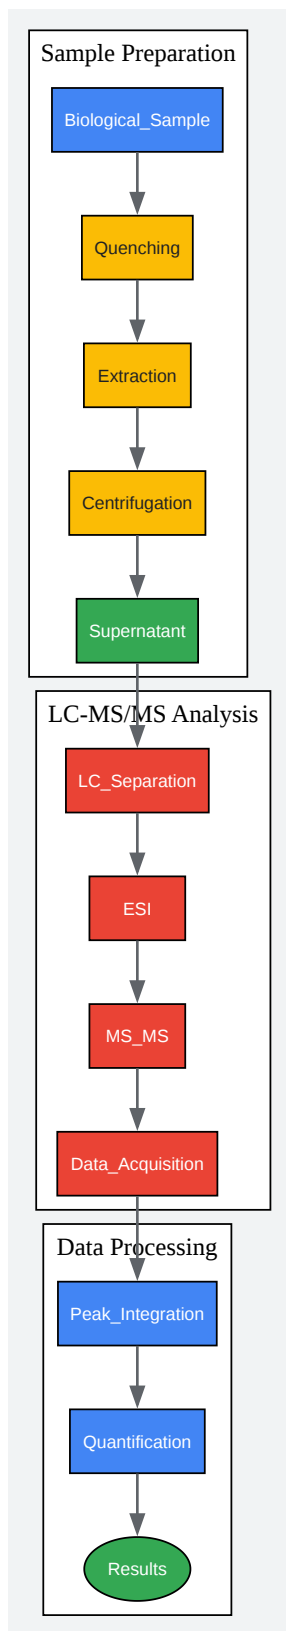 Sample Preparation
Biological_Sample
Quenching
Extraction
Centrifugation
Supernatant
LC-MS/MS Analysis
LC_Separation
ESI
MS_MS
Data_Acquisition
Data Processing
Peak_Integration
Quantification
Results